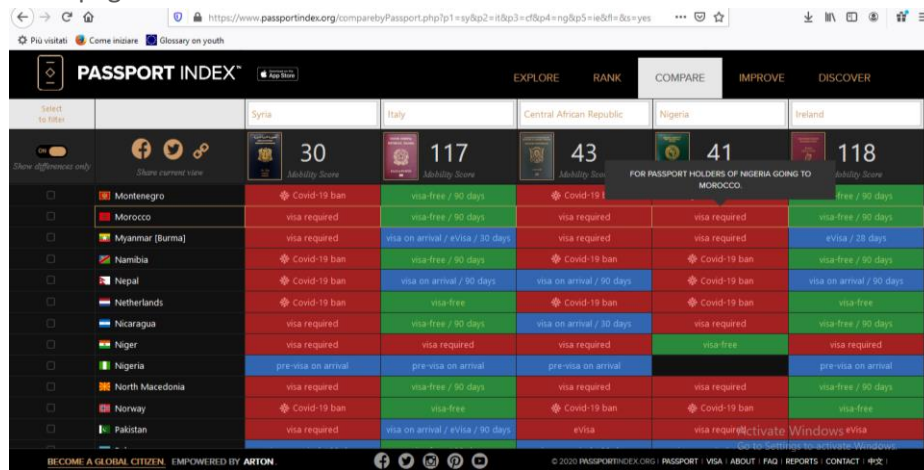 https://www.passportindex.org/comparebyPassport.php?p1=sy&p2=it&p3=cf&p4=ng&p5=ie&fl=&s=yes
Più visitati Come iniziare Glossary on youth
PASSPORT INDEX™ App Store EXPLORE RANK COMPARE IMPROVE DISCOVER
Select to filter Syria Italy Central African Republic Nigeria Ireland
ON 30 117 43 41 118
Show differences only Share current view Mobility Score Mobility Score Mobility Mobility Score
FOR PASSPORT HOLDERS OF NIGERIA GOING TO MOROCCO.
Montenegro Covid-19 ban visa-free / 90 days Covid-19 visa-free / 90 days
Morocco visa required visa-free / 90 days visa required visa required visa-free / 90 days
Myanmar [Burma] visa required visa on arrival / eVisa / 30 days visa required visa required eVisa / 28 days
Namibia Covid-19 ban visa-free / 90 days Covid-19 ban Covid-19 ban visa-free / 90 days
Nepal Covid-19 ban visa on arrival / 90 days visa on arrival / 90 days Covid-19 ban visa on arrival / 90 days
Netherlands Covid-19 ban visa-free Covid-19 ban Covid-19 ban visa-free
Nicaragua visa required visa-free / 90 days visa on arrival / 30 days visa required visa-free / 90 days
Niger visa required visa required visa required visa-free visa required
Nigeria pre-visa on arrival pre-visa on arrival pre-visa on arrival pre-visa on arrival
North Macedonia visa required visa-free / 90 days visa required visa required visa-free / 90 days
Norway Covid-19 ban visa-free Covid-19 ban Covid-19 ban visa-free
Pakistan visa required visa on arrival / eVisa / 90 days eVisa visa required eVisa
Activate Windows
Go to Settings to activate Windows.
BECOME A GLOBAL CITIZEN. EMPOWERED BY ARTON. © 2020 PASSPORTINDEX.ORG | PASSPORT | VISA | ABOUT | FAQ | REPORTS | CONTACT | 中文 |